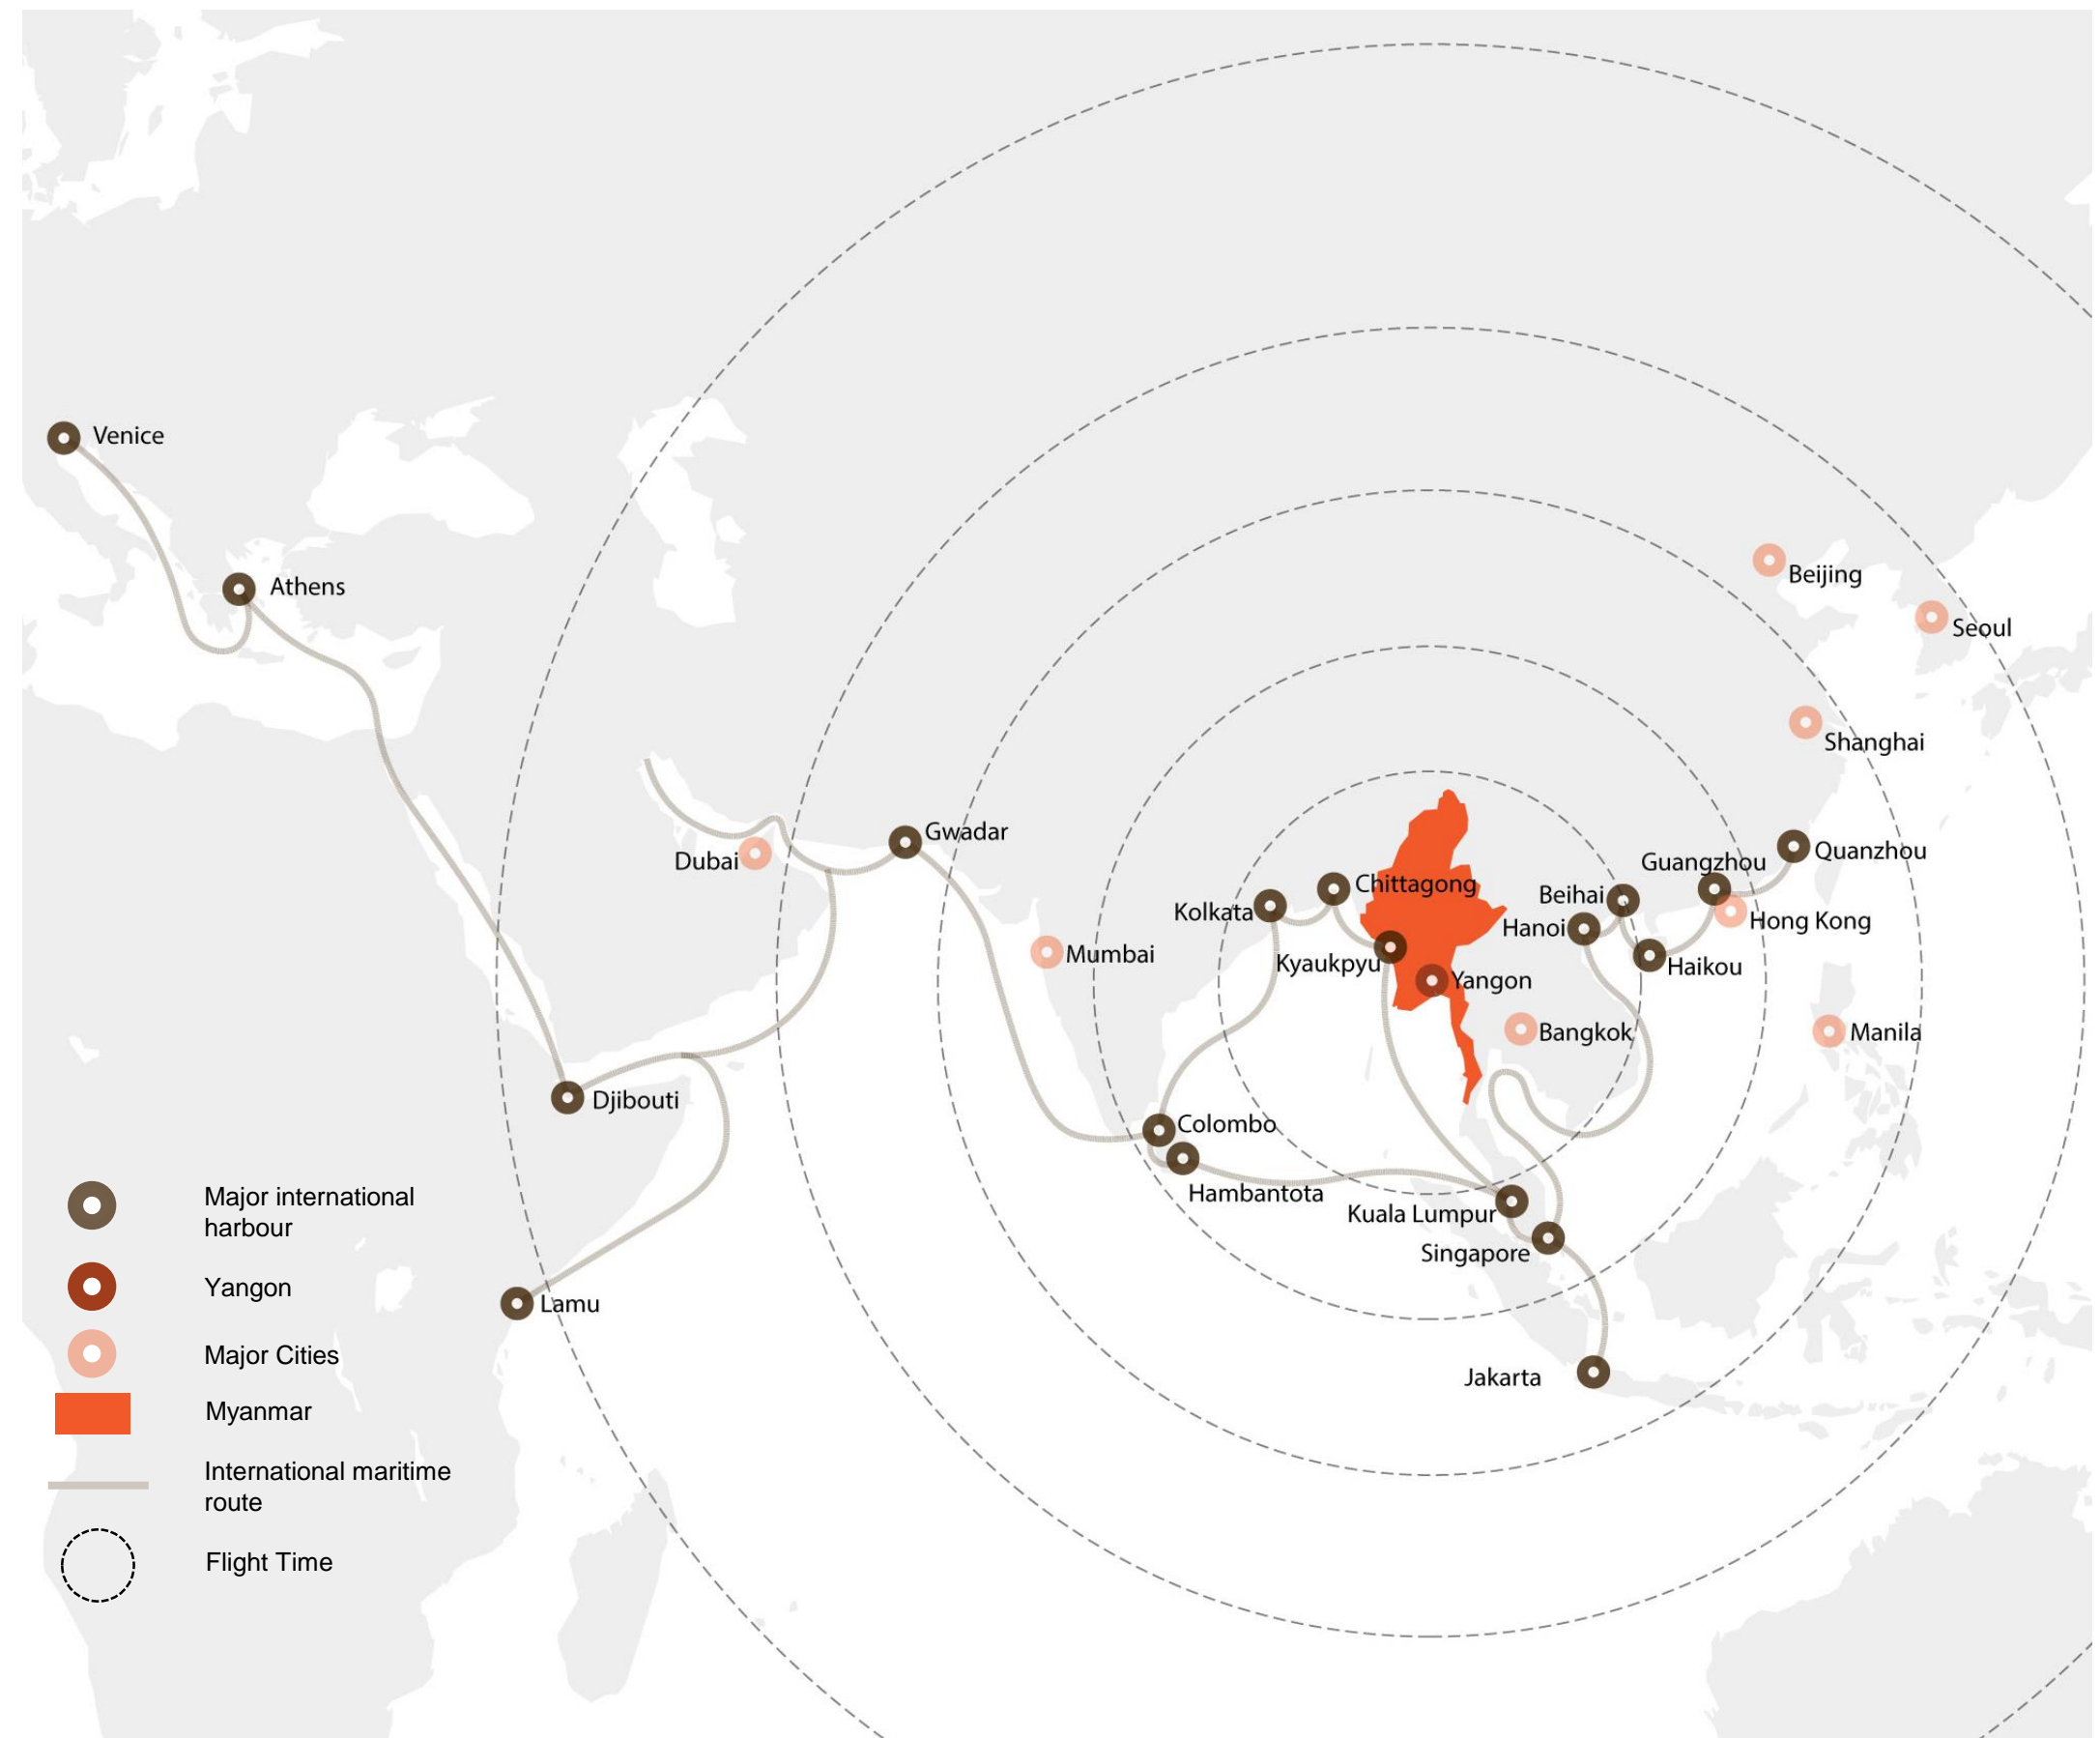 Venice
Athens
Beijing
Seoul
Shanghai
Gwadar
Dubai
Guangzhou
Quanzhou
Chittagong
Beihai
Kolkata
Hanoi
Hong Kong
Mumbai
Kyaukpyu
Haikou
Yangon
Bangkok
Manila
Djibouti
Colombo
Hambantota
Kuala Lumpur
Singapore
Lamu
Jakarta
Major international
harbour
Yangon
Major Cities
Myanmar
International maritime
route
Flight Time